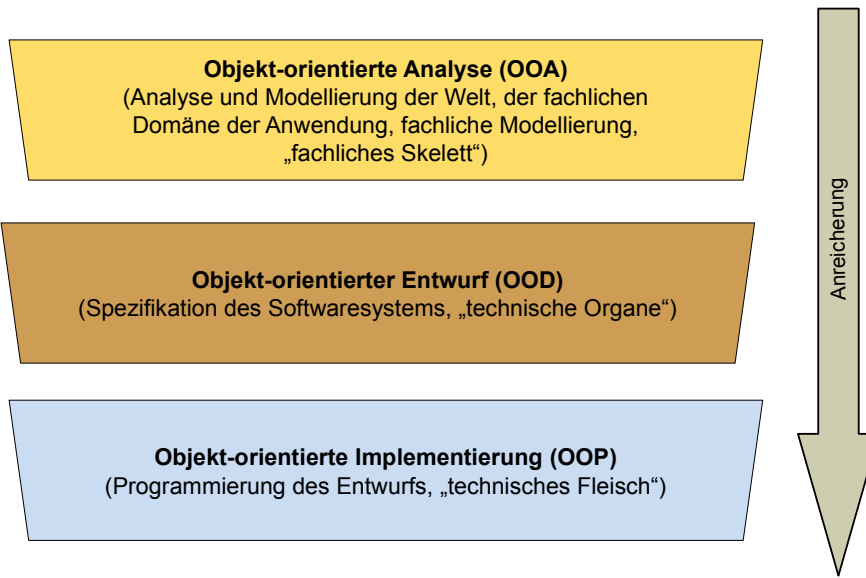 Objekt-orientierte Analyse (OOA)
(Analyse und Modellierung der Welt, der fachlichen
Domäne der Anwendung, fachliche Modellierung,
„fachliches Skelett“)
Objekt-orientierter Entwurf (OOD)
(Spezifikation des Softwaresystems, „technische Organe“)
Objekt-orientierte Implementierung (OOP)
(Programmierung des Entwurfs, „technisches Fleisch“)
Anreicherung